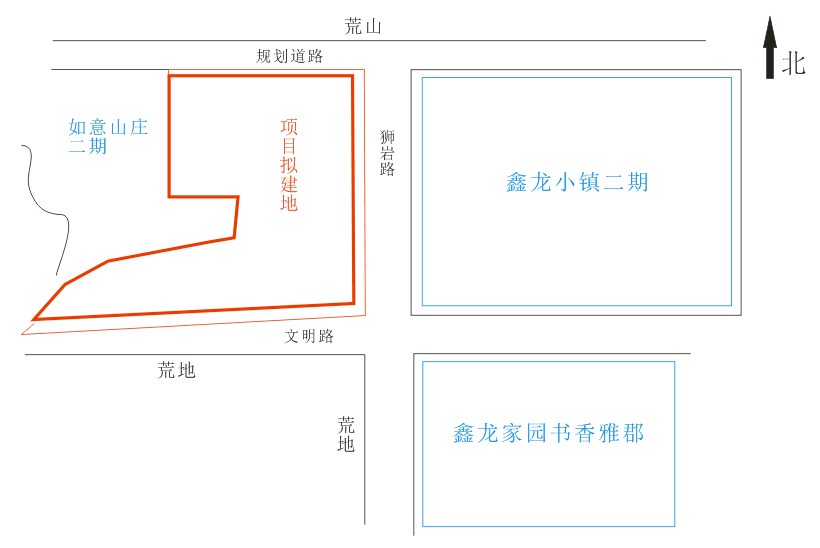 荒山
规划道路
北
如意山庄
二期
项目拟建地
狮岩路
鑫龙小镇二期
文明路
荒地
荒地
鑫龙家园书香雅郡